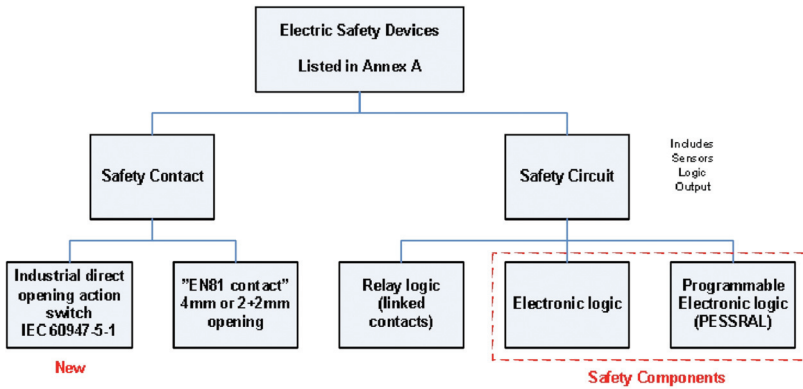 Electric Safety Devices
Listed in Annex A
Safety Contact
Safety Circuit
Includes
Sensors
Logic
Output
Industrial direct
opening action
switch
IEC 60947-5-1
"EN81 contact"
4mm or 2+2mm
opening
Relay logic
(linked
contacts)
Electronic logic
Programmable
Electronic logic
(PESSRAL)
New
Safety Components